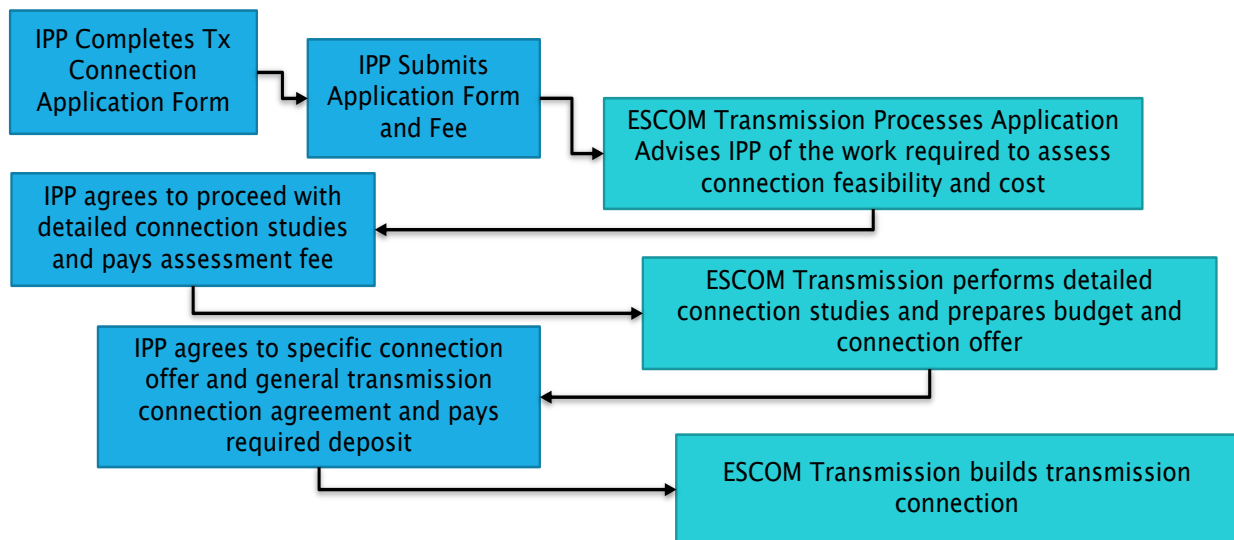 IPP Completes Tx
Connection
Application Form
IPP Submits
Application Form
and Fee
ESCOM Transmission Processes Application
Advises IPP of the work required to assess
connection feasibility and cost
IPP agrees to proceed with
detailed connection studies
and pays assessment fee
ESCOM Transmission performs detailed
connection studies and prepares budget and
connection offer
IPP agrees to specific connection
offer and general transmission
connection agreement and pays
required deposit
ESCOM Transmission builds transmission
connection